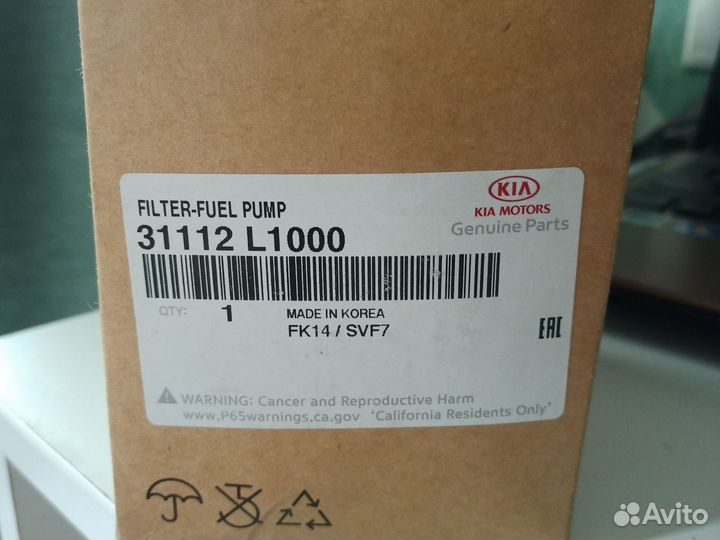 FILTER-FUEL PUMP
31112 L1000
KIA
KIA MOTORS
Genuine Parts
QTY: 1
MADE IN KOREA
FK14 / SVF7
EAC
WARNING: Cancer and Reproductive Harm
www.P65warnings.ca.gov 'California Residents Only'
Avito